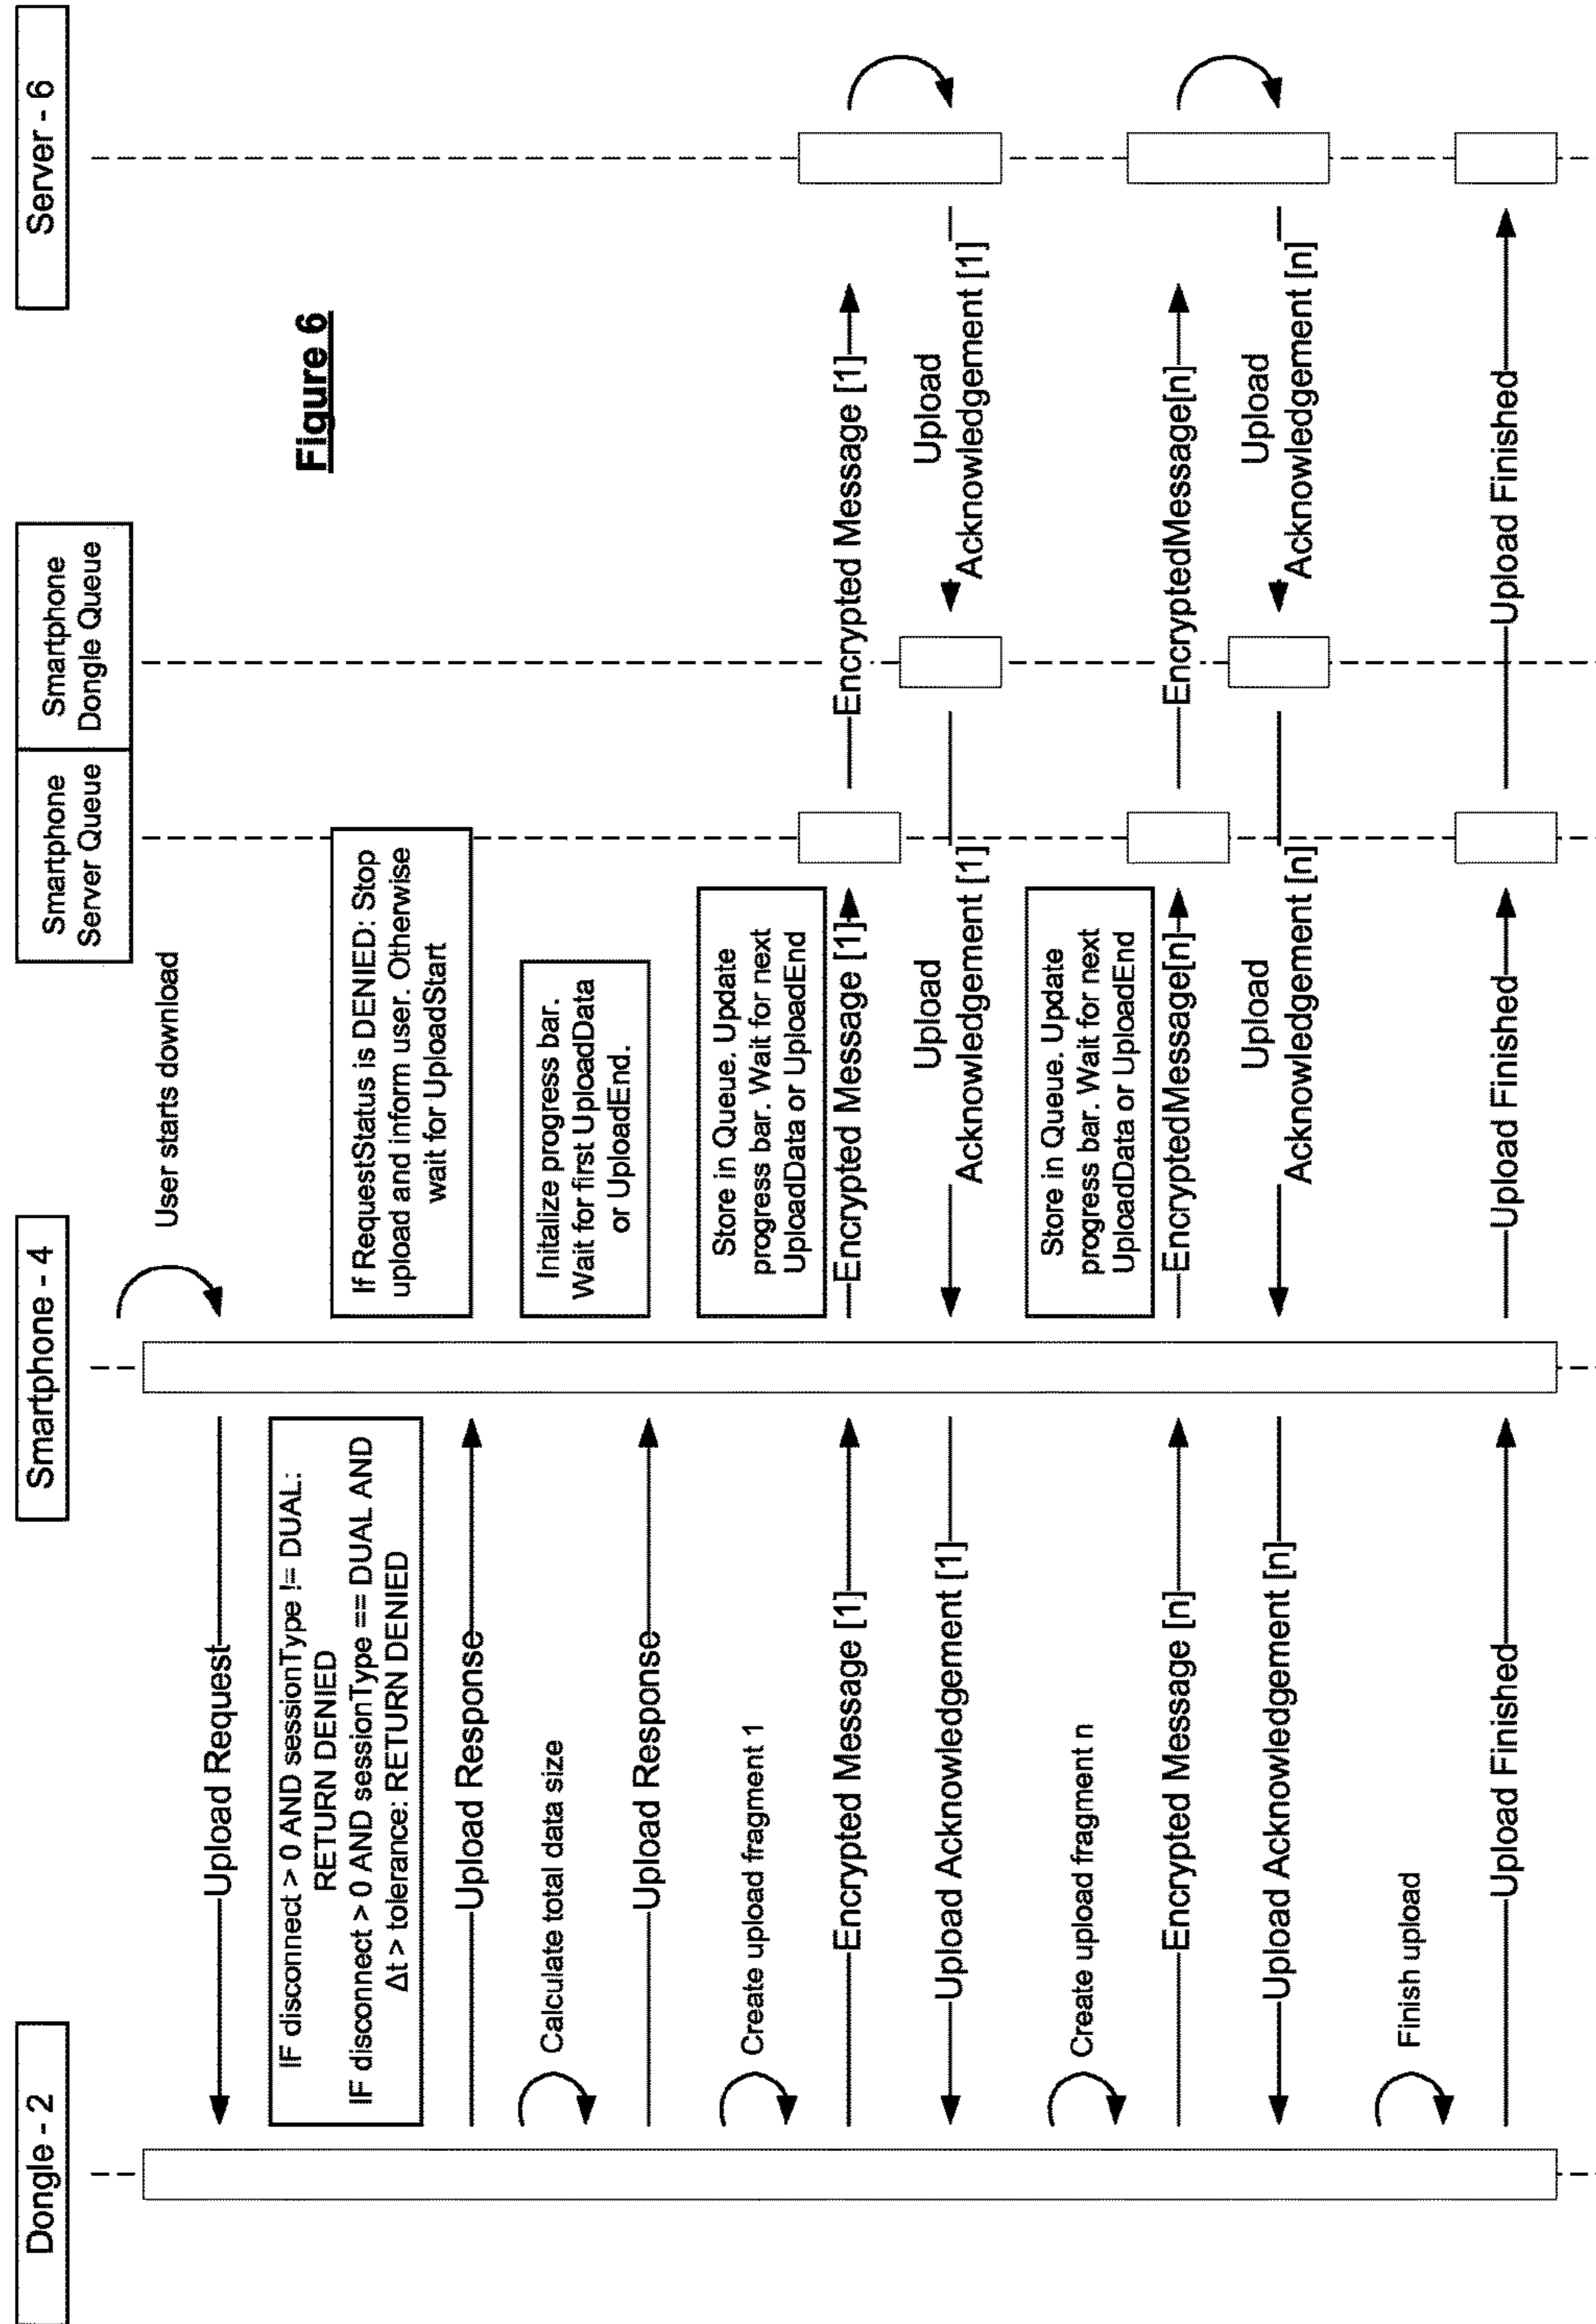 Dongle - 2
Smartphone - 4
Smartphone
Server Queue
Smartphone
Dongle Queue
Server - 6
Figure 6
User starts download
Upload Request
IF disconnect > 0 AND sessionType != DUAL:
RETURN DENIED
IF disconnect > 0 AND sessionType == DUAL AND
Δt > tolerance: RETURN DENIED
If RequestStatus is DENIED: Stop
upload and inform user. Otherwise
wait for UploadStart
Upload Response
Calculate total data size
Initalize progress bar.
Wait for first UploadData
or UploadEnd.
Upload Response
Create upload fragment 1
Store in Queue. Update
progress bar. Wait for next
UploadData or UploadEnd
Encrypted Message [1]
Encrypted Message [1]
Encrypted Message [1]
Upload Acknowledgement [1]
Upload
Acknowledgement [1]
Upload
Acknowledgement [1]
Create upload fragment n
Store in Queue. Update
progress bar. Wait for next
UploadData or UploadEnd
Encrypted Message [n]
EncryptedMessage[n]
EncryptedMessage[n]
Upload Acknowledgement [n]
Upload
Acknowledgement [n]
Upload
Acknowledgement [n]
Finish upload
Upload Finished
Upload Finished
Upload Finished